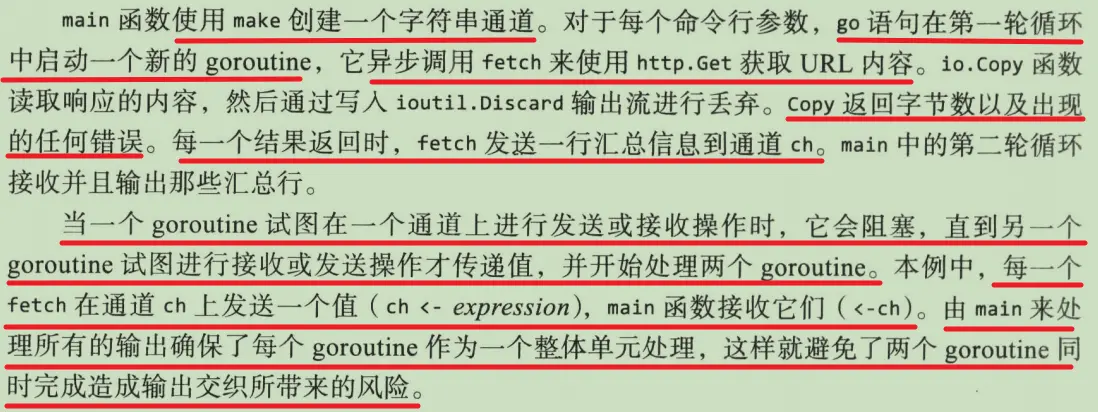 main 函数使用 make 创建一个字符串通道。对于每个命令行参数，go 语句在第一轮循环
中启动一个新的 goroutine，它异步调用 fetch 来使用 http.Get 获取 URL 内容。io.Copy 函数
读取响应的内容，然后通过写入 ioutil.Discard 输出流进行丢弃。Copy 返回字节数以及出现
的任何错误。每一个结果返回时，fetch 发送一行汇总信息到通道 ch。main 中的第二轮循环
接收并且输出那些汇总行。
当一个 goroutine 试图在一个通道上进行发送或接收操作时，它会阻塞，直到另一个
goroutine 试图进行接收或发送操作才传递值，并开始处理两个 goroutine。本例中，每一个
fetch 在通道 ch 上发送一个值（ch <- expression），main 函数接收它们（<-ch）。由 main 来处
理所有的输出确保了每个 goroutine 作为一个整体单元处理，这样就避免了两个 goroutine 同
时完成造成输出交织所带来的风险。